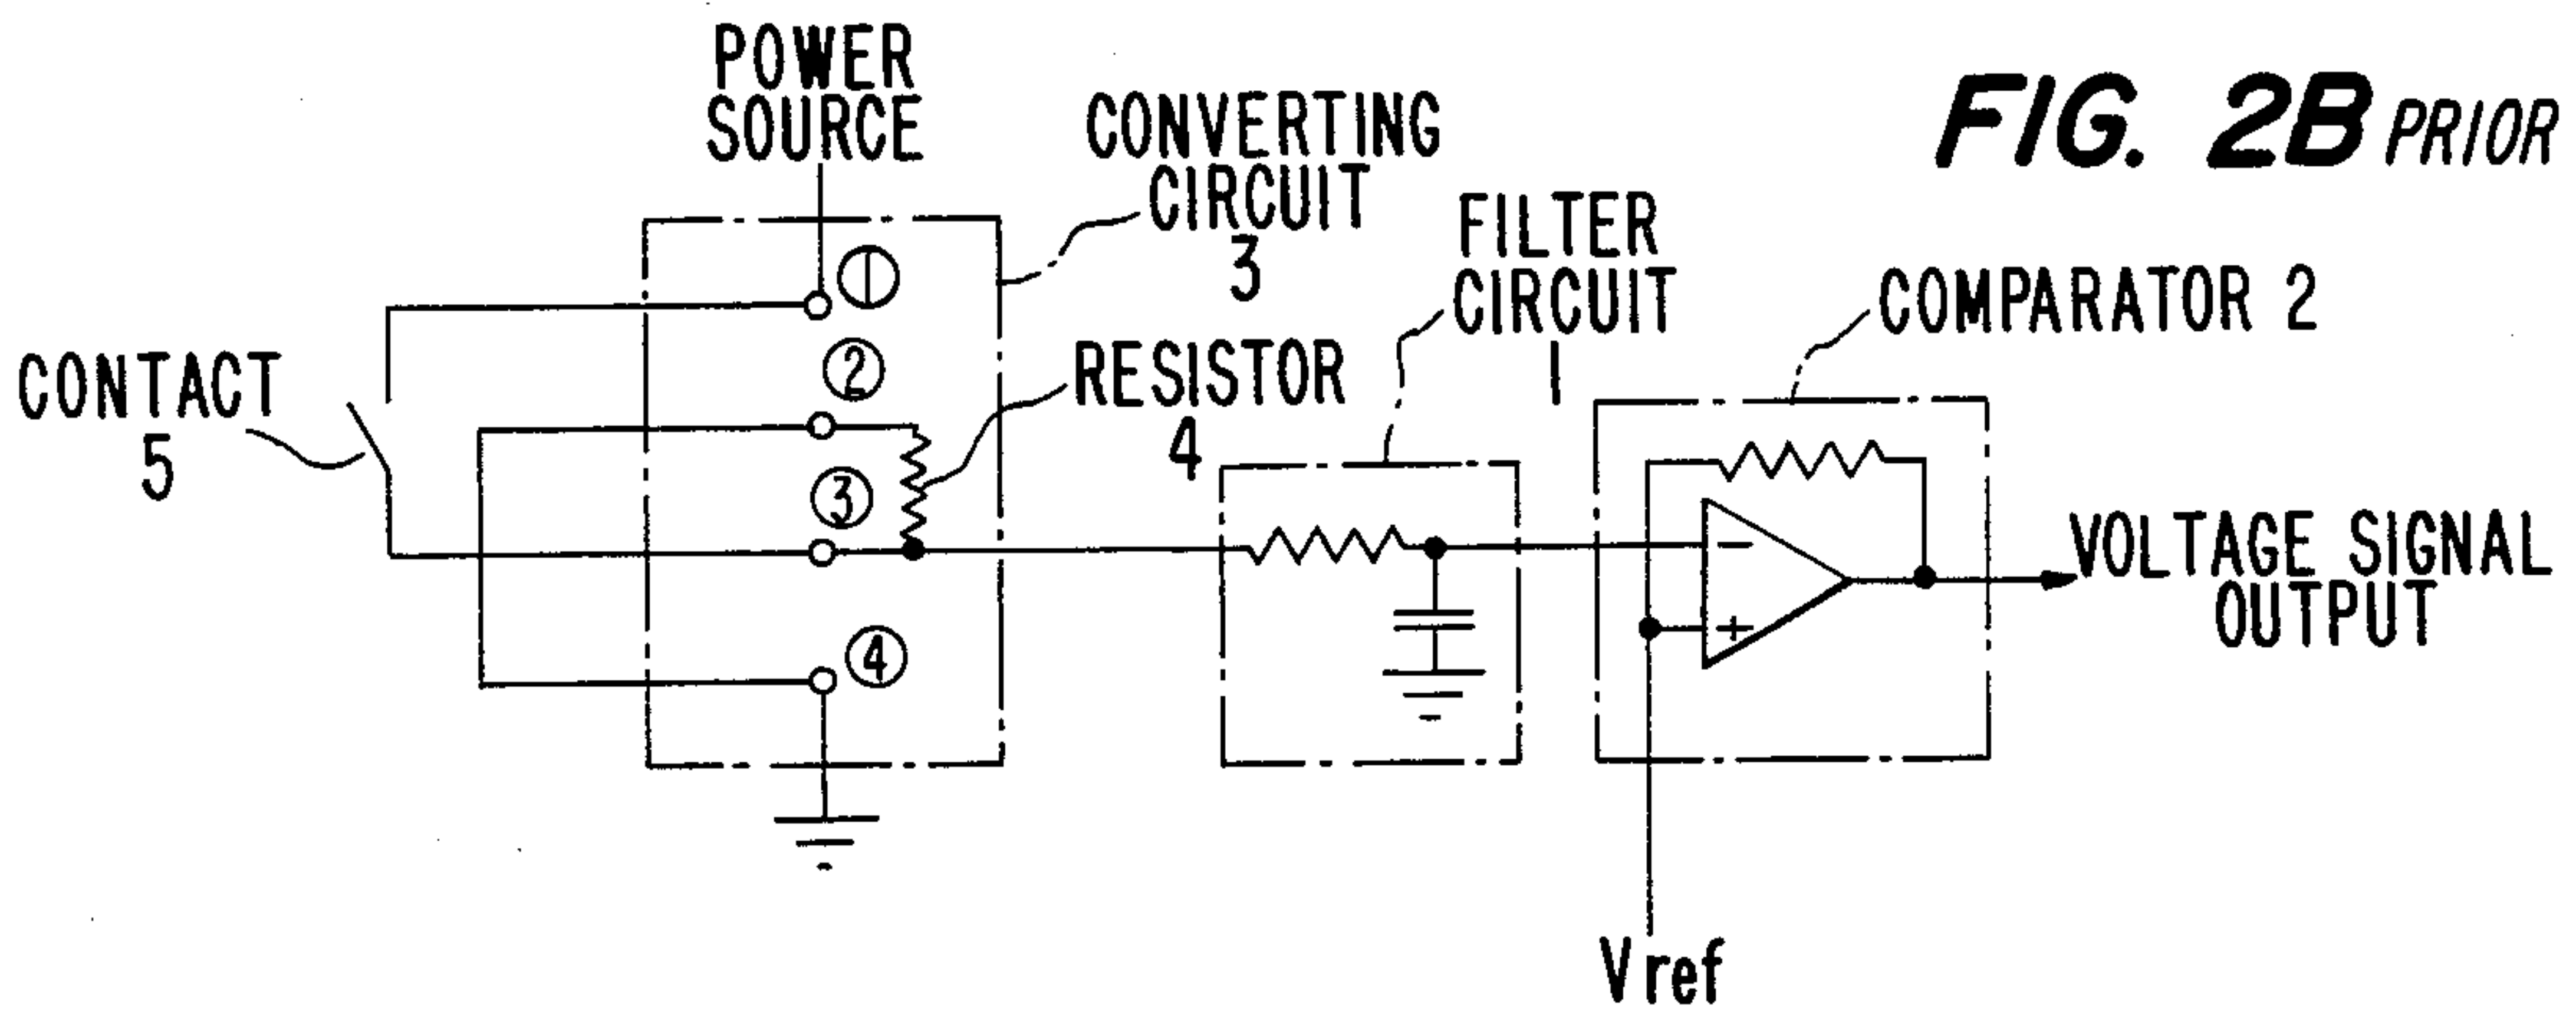 POWER
SOURCE
CONVERTING
CIRCUIT
3
FIG. 2B PRIOR
FILTER
CIRCUIT
1
COMPARATOR 2
①
②
③
④
CONTACT
5
RESISTOR
4
−
+
VOLTAGE SIGNAL
OUTPUT
Vref